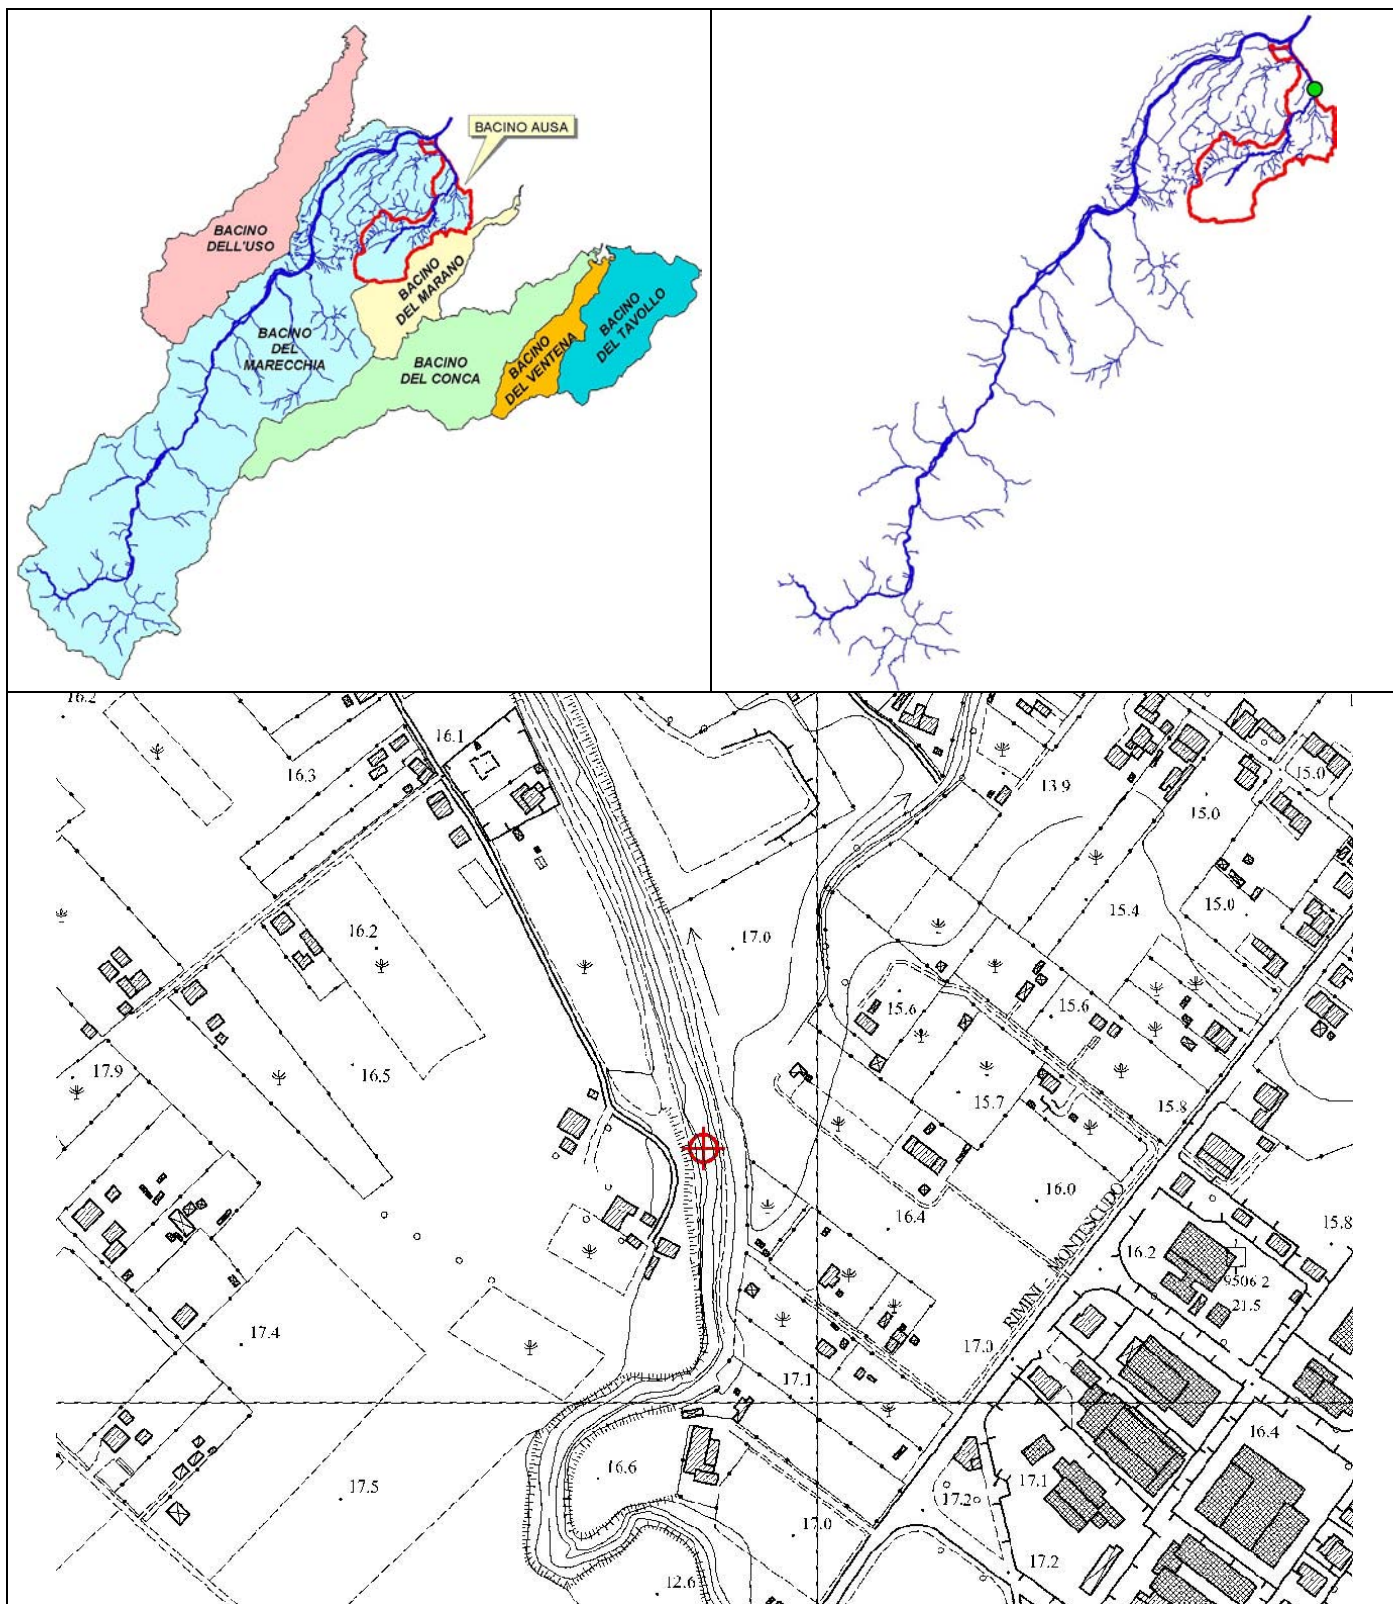 BACINO AUSA
BACINO
DELL'USO
BACINO
DEL MARANO
BACINO
DEL
MARECCHIA
BACINO
DEL CONCA
BACINO
DEL VENTENA
BACINO
DEL TAVOLLO
16.2
16.1
16.3
15.0
13.9
15.0
15.4
15.0
16.2
17.0
15.6
15.6
17.9
16.5
15.7
15.8
16.0
16.4
15.8
16.2
RIMINI - MONTESCUDO
9506 2
21.5
17.4
17.0
17.1
16.4
16.6
17.1
17.5
17.2
17.0
17.2
12.6